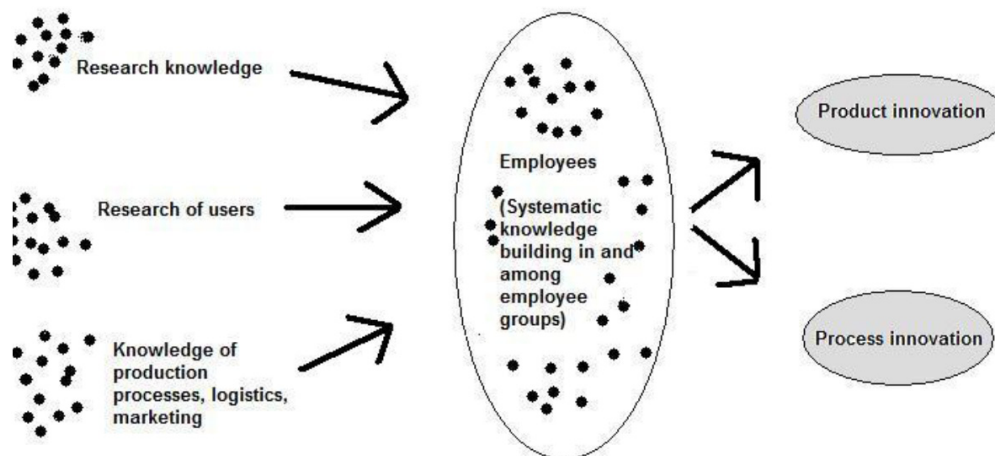 Research knowledge
Research of users
Knowledge of
production
processes, logistics,
marketing
Employees
(Systematic
knowledge
building in and
among
employee
groups)
Product innovation
Process innovation